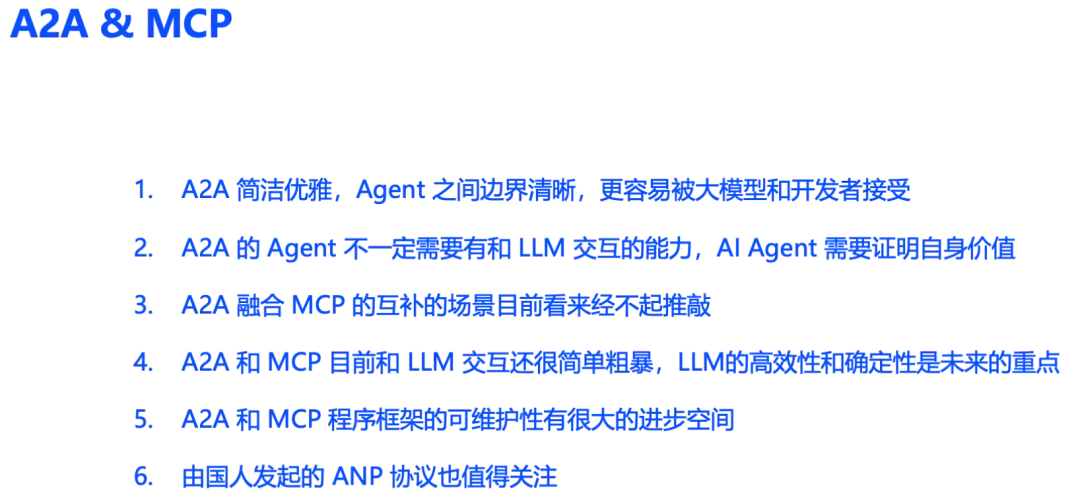 A2A & MCP
1. A2A 简洁优雅，Agent 之间边界清晰，更容易被大模型和开发者接受
2. A2A 的 Agent 不一定需要有和 LLM 交互的能力，AI Agent 需要证明自身价值
3. A2A 融合 MCP 的互补的场景目前看来经不起推敲
4. A2A 和 MCP 目前和 LLM 交互还很简单粗暴，LLM的高效性和确定性是未来的重点
5. A2A 和 MCP 程序框架的可维护性有很大的进步空间
6. 由国人发起的 ANP 协议也值得关注